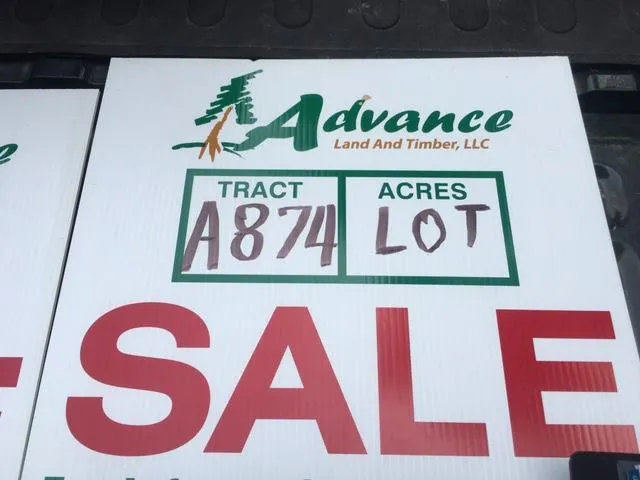 Advance
Land And Timber, LLC
TRACT ACRES
A874 LOT
SALE